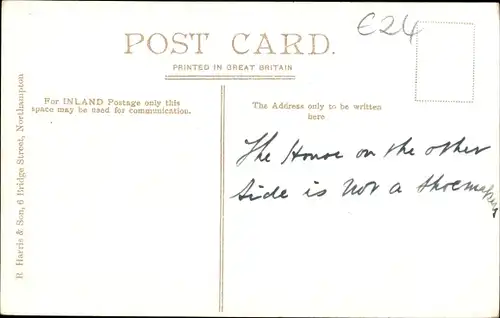 £24
POST CARD.
PRINTED IN GREAT BRITAIN
For INLAND Postage only this
space may be used for communication.
The Address only to be written
here
The House on the other
side is not a shoemakers
R Harris & Son, 6 Bridge Street, Northampton